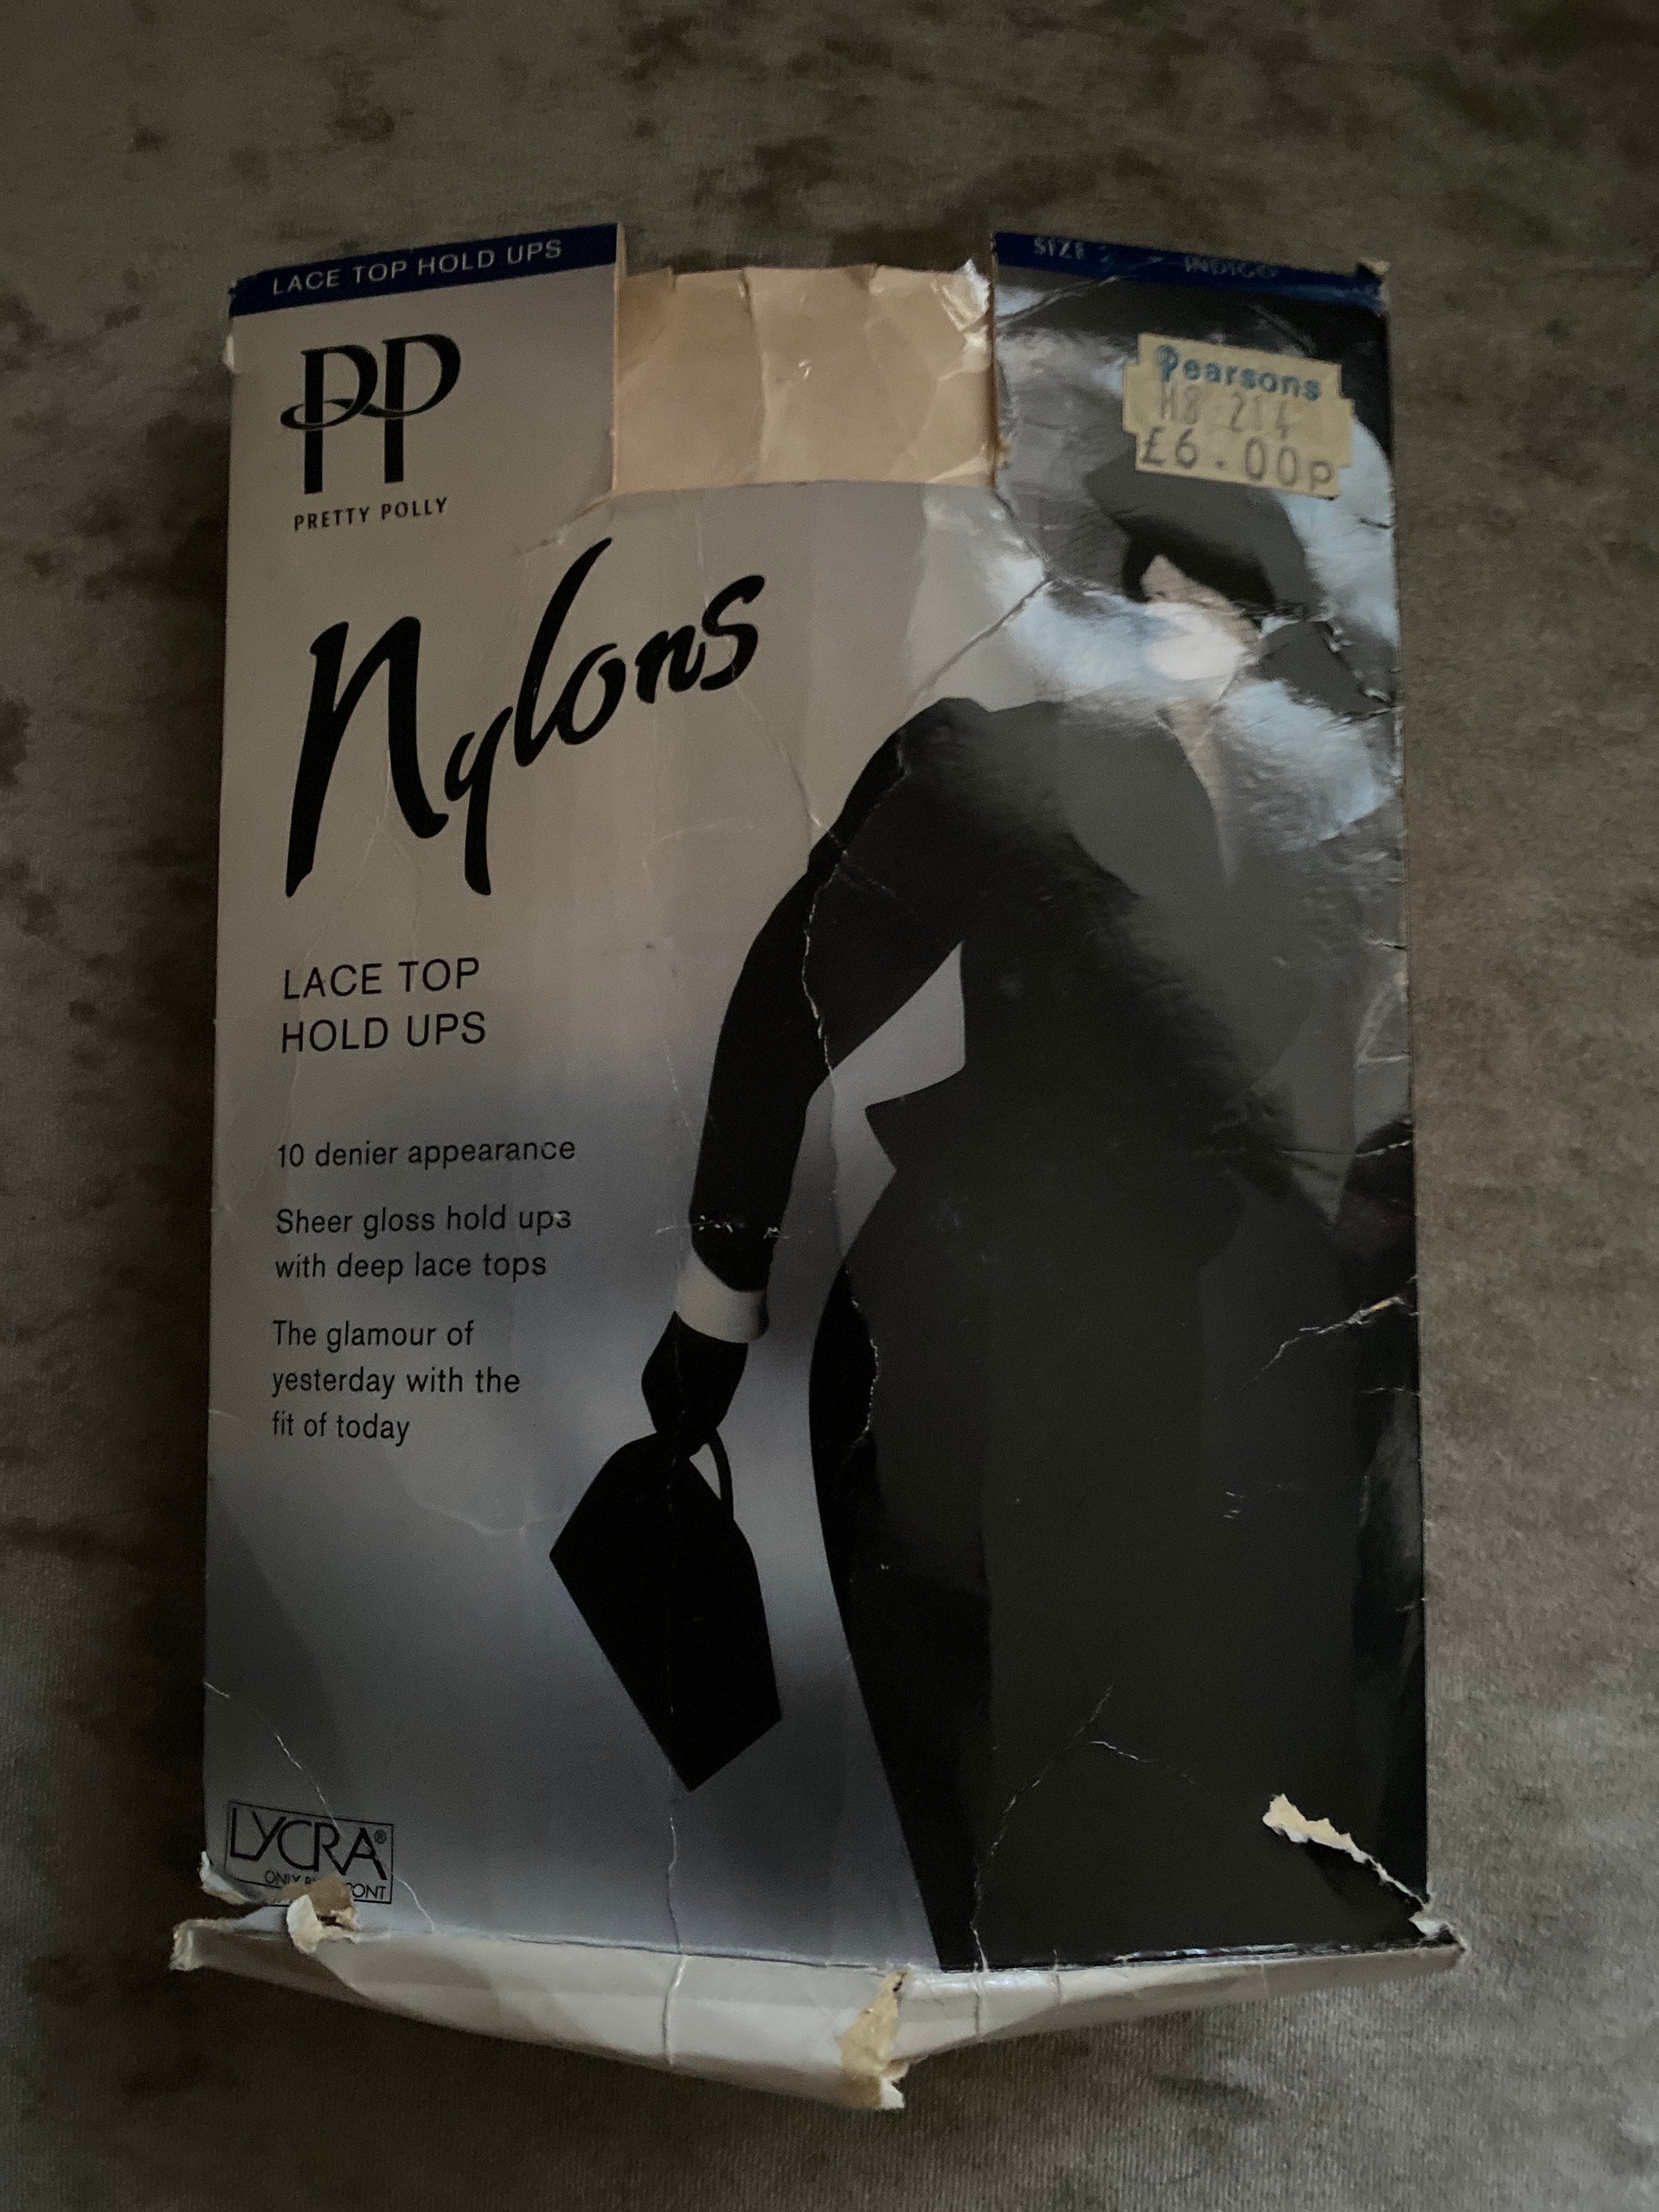 LACE TOP HOLD UPS
SIZE 2 - INDIGO
PP
PRETTY POLLY
Pearsons
£6.00p
Nylons
LACE TOP
HOLD UPS
10 denier appearance
Sheer gloss hold ups
with deep lace tops
The glamour of
yesterday with the
fit of today
LYCRA®
ONLY